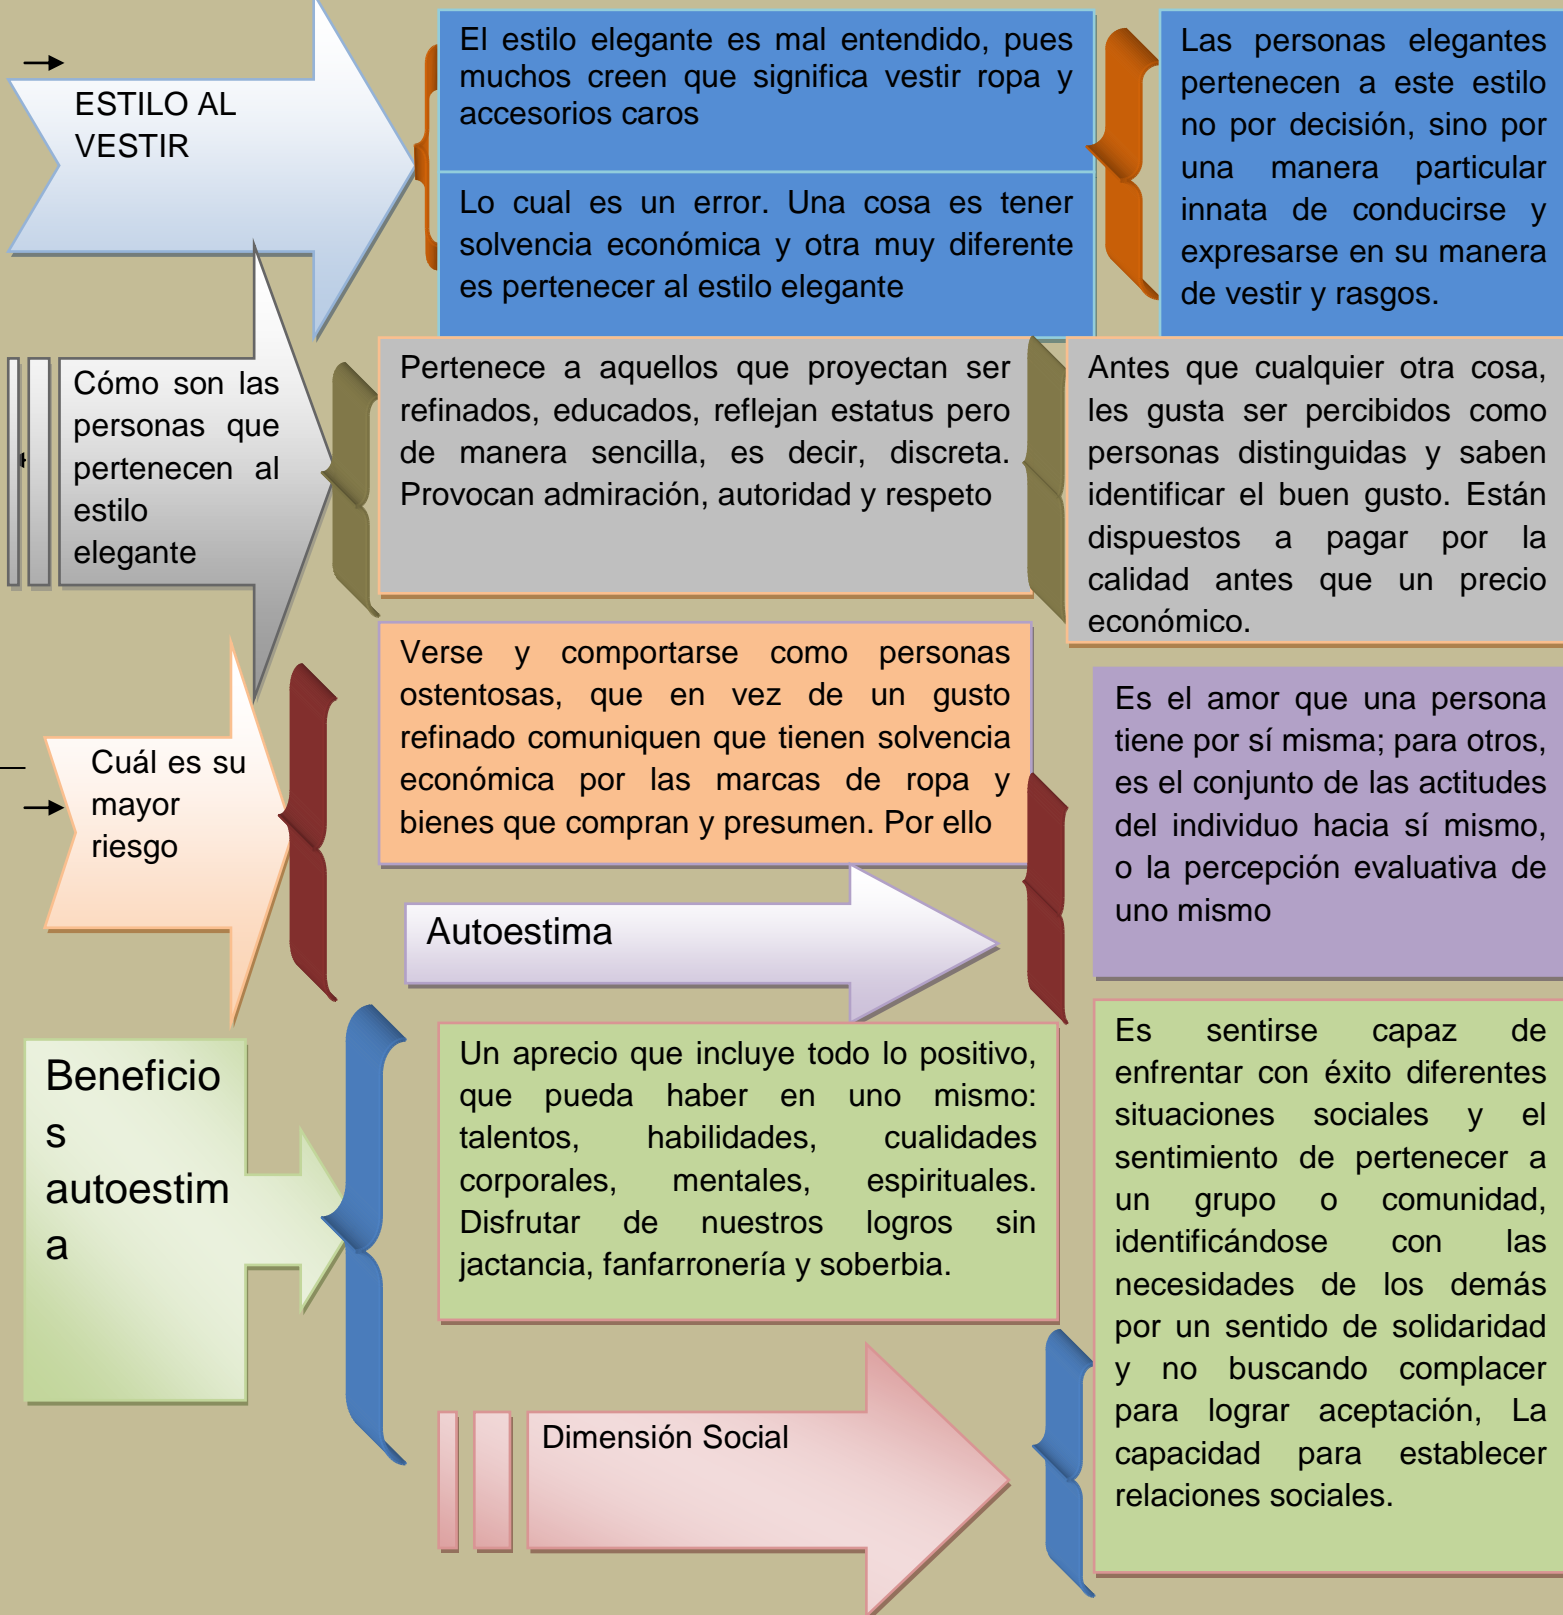 ESTILO AL
VESTIR
El estilo elegante es mal entendido, pues
muchos creen que significa vestir ropa y
accesorios caros
Lo cual es un error. Una cosa es tener
solvencia económica y otra muy diferente
es pertenecer al estilo elegante
Las personas elegantes
pertenecen a este estilo
no por decisión, sino por
una manera particular
innata de conducirse y
expresarse en su manera
de vestir y rasgos.
Cómo son las
personas que
pertenecen al
estilo
elegante
Pertenece a aquellos que proyectan ser
refinados, educados, reflejan estatus pero
de manera sencilla, es decir, discreta.
Provocan admiración, autoridad y respeto
Antes que cualquier otra cosa,
les gusta ser percibidos como
personas distinguidas y saben
identificar el buen gusto. Están
dispuestos a pagar por la
calidad antes que un precio
económico.
Cuál es su
mayor
riesgo
Verse y comportarse como personas
ostentosas, que en vez de un gusto
refinado comuniquen que tienen solvencia
económica por las marcas de ropa y
bienes que compran y presumen. Por ello
Autoestima
Es el amor que una persona
tiene por sí misma; para otros,
es el conjunto de las actitudes
del individuo hacia sí mismo,
o la percepción evaluativa de
uno mismo
Beneficio
s
autoestim
a
Un aprecio que incluye todo lo positivo,
que pueda haber en uno mismo:
talentos, habilidades, cualidades
corporales, mentales, espirituales.
Disfrutar de nuestros logros sin
jactancia, fanfarronería y soberbia.
Dimensión Social
Es sentirse capaz de
enfrentar con éxito diferentes
situaciones sociales y el
sentimiento de pertenecer a
un grupo o comunidad,
identificándose con las
necesidades de los demás
por un sentido de solidaridad
y no buscando complacer
para lograr aceptación, La
capacidad para establecer
relaciones sociales.